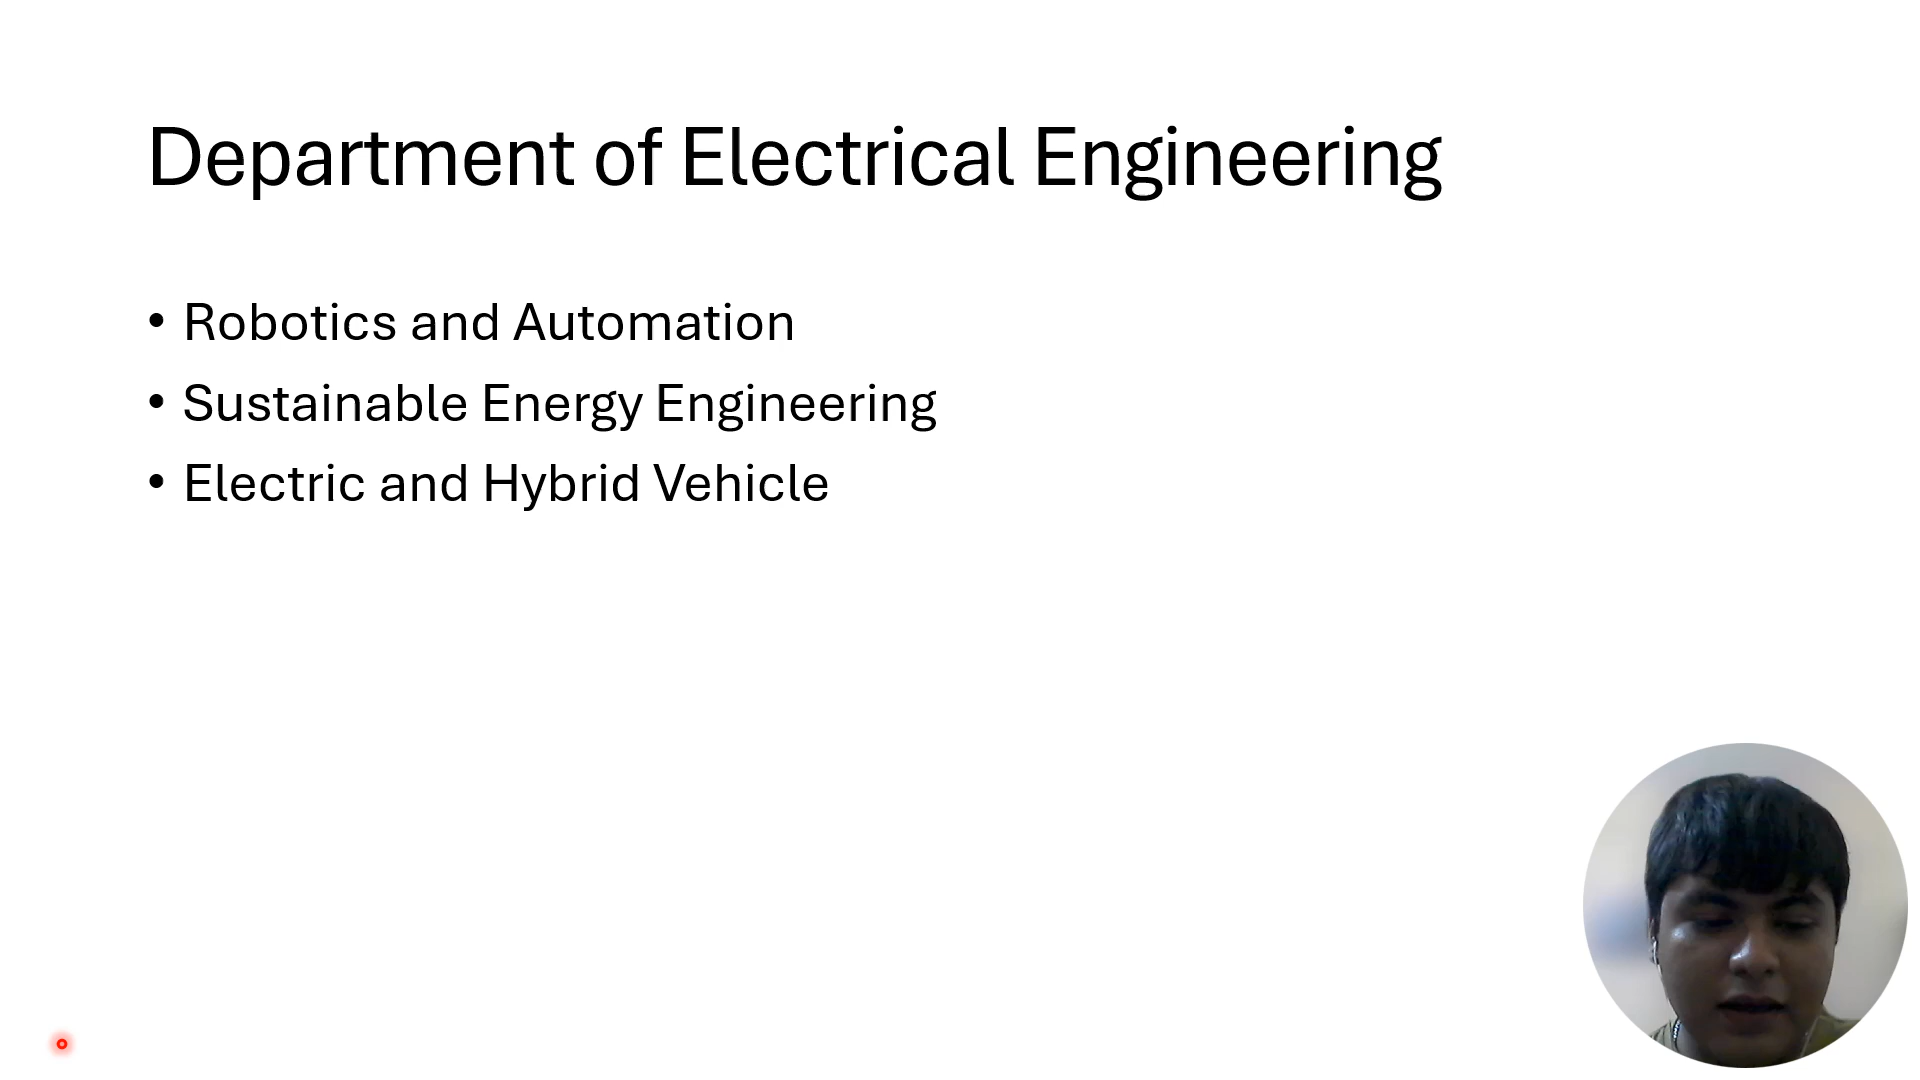 Department of Electrical Engineering
• Robotics and Automation
• Sustainable Energy Engineering
• Electric and Hybrid Vehicle